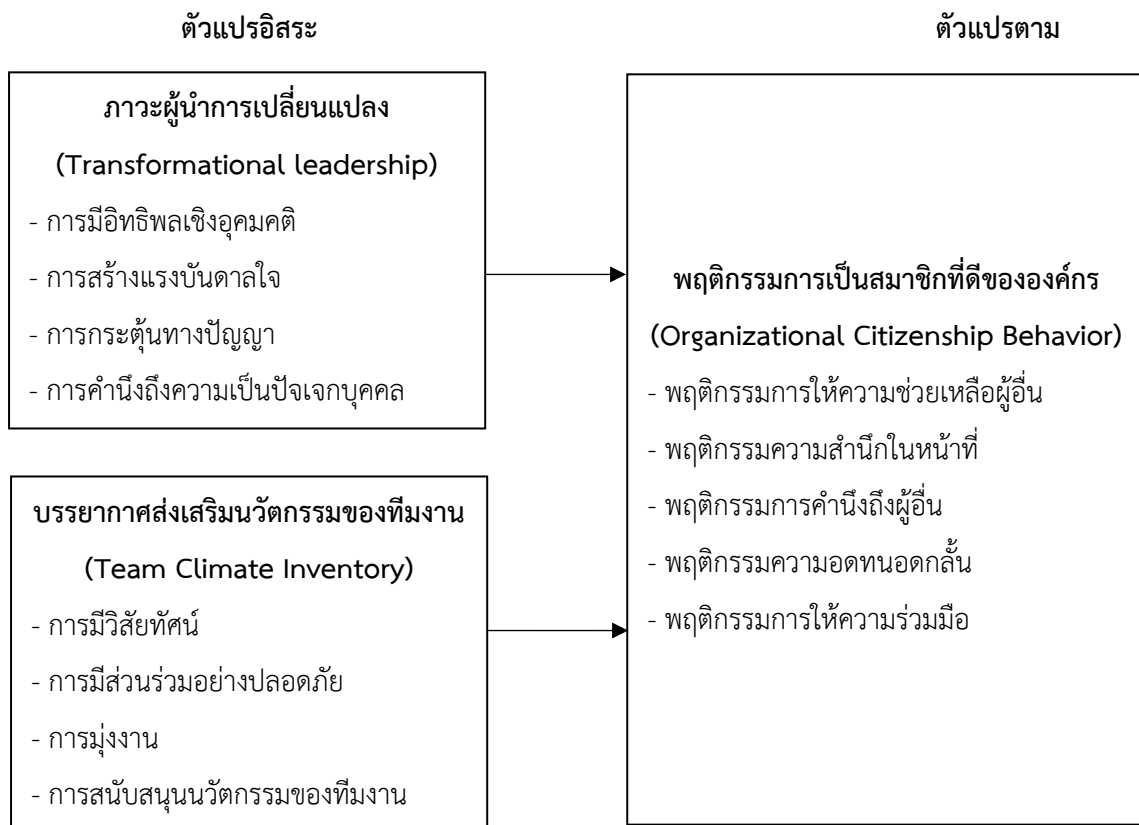 ตัวแปรอิสระ
ตัวแปรตาม
ภาวะผู้นำการเปลี่ยนแปลง
(Transformational leadership)
- การมีอิทธิพลเชิงอุคมคติ
- การสร้างแรงบันดาลใจ
- การกระตุ้นทางปัญญา
- การคำนึงถึงความเป็นปัจเจกบุคคล
บรรยากาศส่งเสริมนวัตกรรมของทีมงาน
(Team Climate Inventory)
- การมีวิสัยทัศน์
- การมีส่วนร่วมอย่างปลอดภัย
- การมุ่งงาน
- การสนับสนุนนวัตกรรมของทีมงาน
พฤติกรรมการเป็นสมาชิกที่ดีขององค์กร
(Organizational Citizenship Behavior)
- พฤติกรรมการให้ความช่วยเหลือผู้อื่น
- พฤติกรรมความสำนึกในหน้าที่
- พฤติกรรมการคำนึงถึงผู้อื่น
- พฤติกรรมความอดทนอดกลั้น
- พฤติกรรมการให้ความร่วมมือ